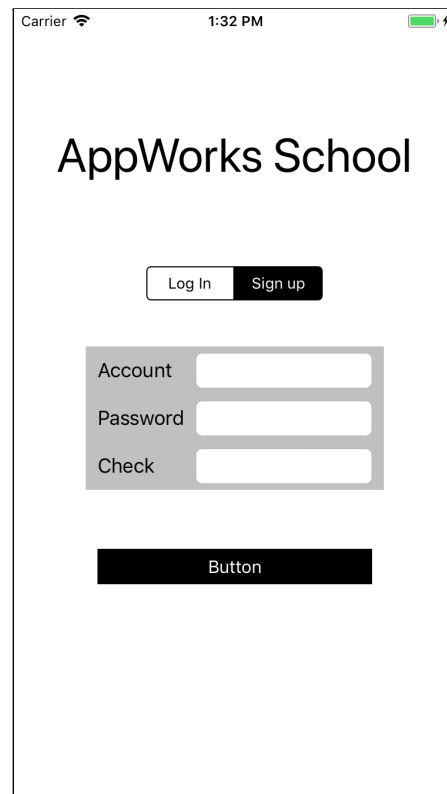 Carrier 1:32 PM
AppWorks School
Log In Sign up
Account
Password
Check
Button